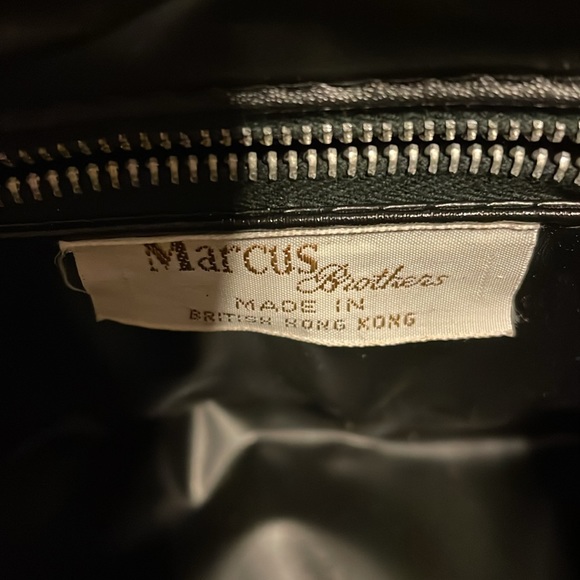 Marcus Brothers
MADE IN
BRITISH HONG KONG